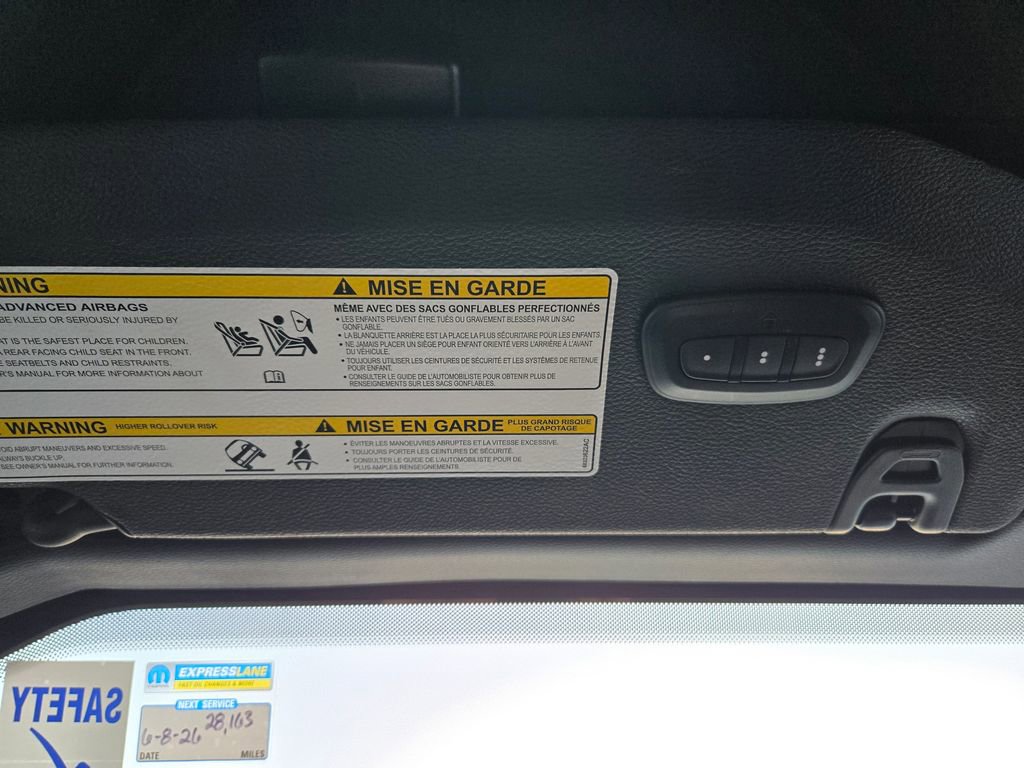 NING
ADVANCED AIRBAGS
BE KILLED OR SERIOUSLY INJURED BY
AT IS THE SAFEST PLACE FOR CHILDREN.
A REAR FACING CHILD SEAT IN THE FRONT.
E SEATBELTS AND CHILD RESTRAINTS.
R'S MANUAL FOR MORE INFORMATION ABOUT
MISE EN GARDE
MÊME AVEC DES SACS GONFLABLES PERFECTIONNÉS
• LES ENFANTS PEUVENT ÊTRE TUÉS OU GRAVEMENT BLESSÉS PAR UN SAC
GONFLABLE.
• LA BLANQUETTE ARRIÈRE EST LA PLACE LA PLUS SÉCURITAIRE POUR LES ENFANTS.
• NE JAMAIS PLACER UN SIÈGE POUR ENFANT ORIENTÉ VERS L'ARRIÈRE À L'AVANT
DU VÉHICULE.
• TOUJOURS UTILISER LES CEINTURES DE SÉCURITÉ ET LES SYSTÈMES DE RETENUE
POUR ENFANT.
• CONSULTER LE GUIDE DE L'AUTOMOBILISTE POUR OBTENIR PLUS DE
RENSEIGNEMENTS SUR LES SACS GONFLABLES.
WARNING HIGHER ROLLOVER RISK
OID ABRUPT MANEUVERS AND EXCESSIVE SPEED.
ALWAYS BUCKLE UP.
SEE OWNER'S MANUAL FOR FURTHER INFORMATION.
MISE EN GARDE PLUS GRAND RISQUE
DE CAPOTAGE
• ÉVITER LES MANOEUVRES ABRUPTES ET LA VITESSE EXCESSIVE.
• TOUJOURS PORTER LES CEINTURES DE SÉCURITÉ.
• CONSULTER LE GUIDE DE L'AUTOMOBILISTE POUR DE
PLUS AMPLES RENSEIGNEMENTS.
SAFETY
EXPRESSLANE
FAST OIL CHANGES & MORE
NEXT SERVICE
6-8-26 28,163
DATE MILES